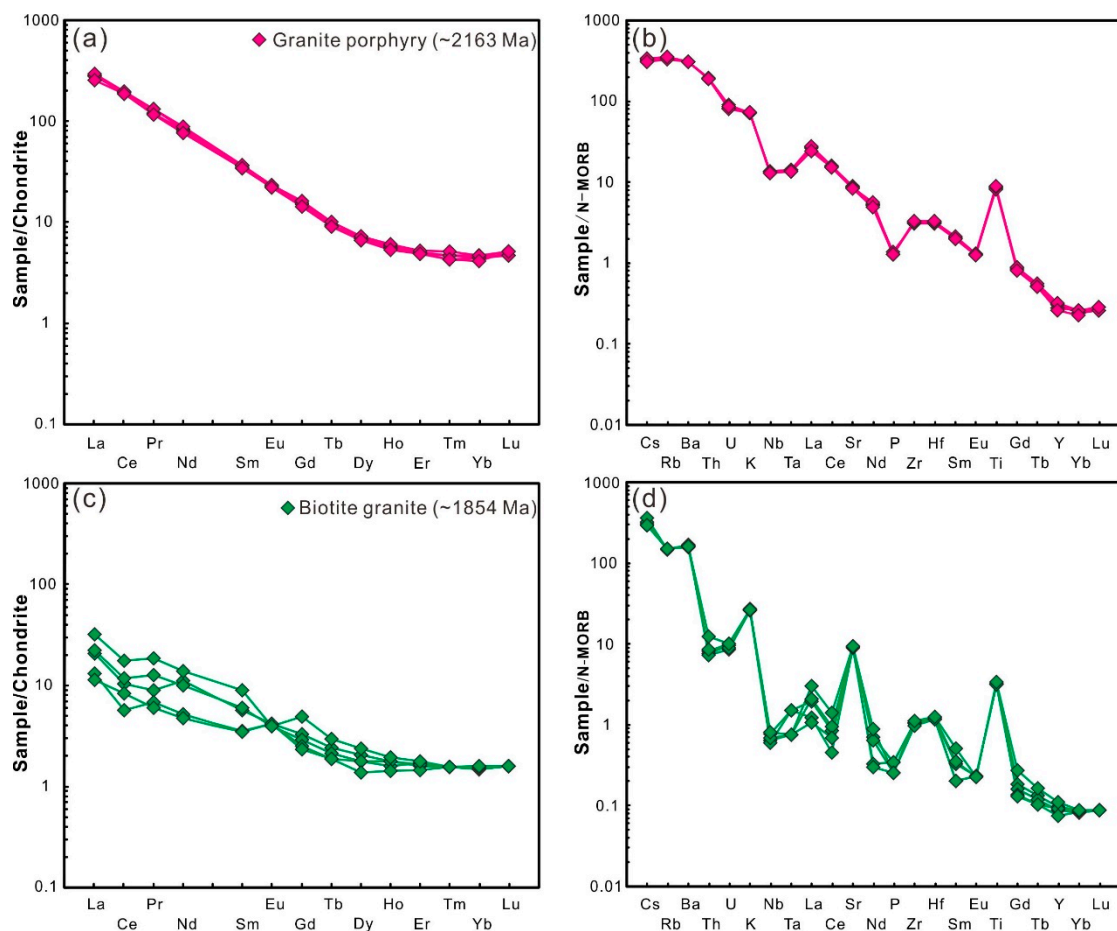 (a)
Granite porphyry (~2163 Ma)
Sample/Chondrite
1000
100
10
1
0.1
La Pr Eu Tb Ho Tm Lu
Ce Nd Sm Gd Dy Er Yb
(b)
Sample/N-MORB
1000
100
10
1
0.1
0.01
Cs Ba U Nb La Sr P Hf Eu Gd Y Lu
Rb Th K Ta Ce Nd Zr Sm Ti Tb Yb
(c)
Biotite granite (~1854 Ma)
Sample/Chondrite
1000
100
10
1
0.1
La Pr Eu Tb Ho Tm Lu
Ce Nd Sm Gd Dy Er Yb
(d)
Sample/N-MORB
1000
100
10
1
0.1
0.01
Cs Ba U Nb La Sr P Hf Eu Gd Y Lu
Rb Th K Ta Ce Nd Zr Sm Ti Tb Yb